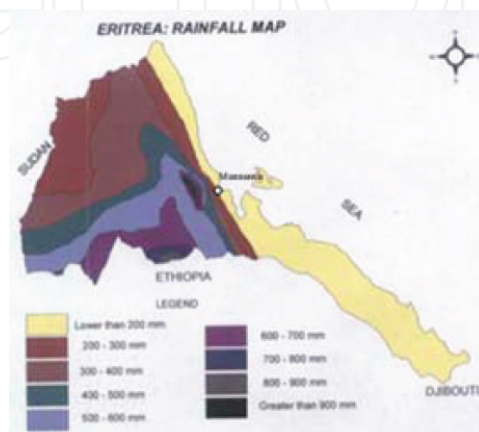 ERITREA: RAINFALL MAP
RED
SUDAN
Massawa
SEA
ETHIOPIA
LEGEND
Lower than 200 mm
200 - 300 mm
300 - 400 mm
400 - 500 mm
500 - 600 mm
600 - 700 mm
700 - 800 mm
800 - 900 mm
Greater than 900 mm
DJIBOUTI